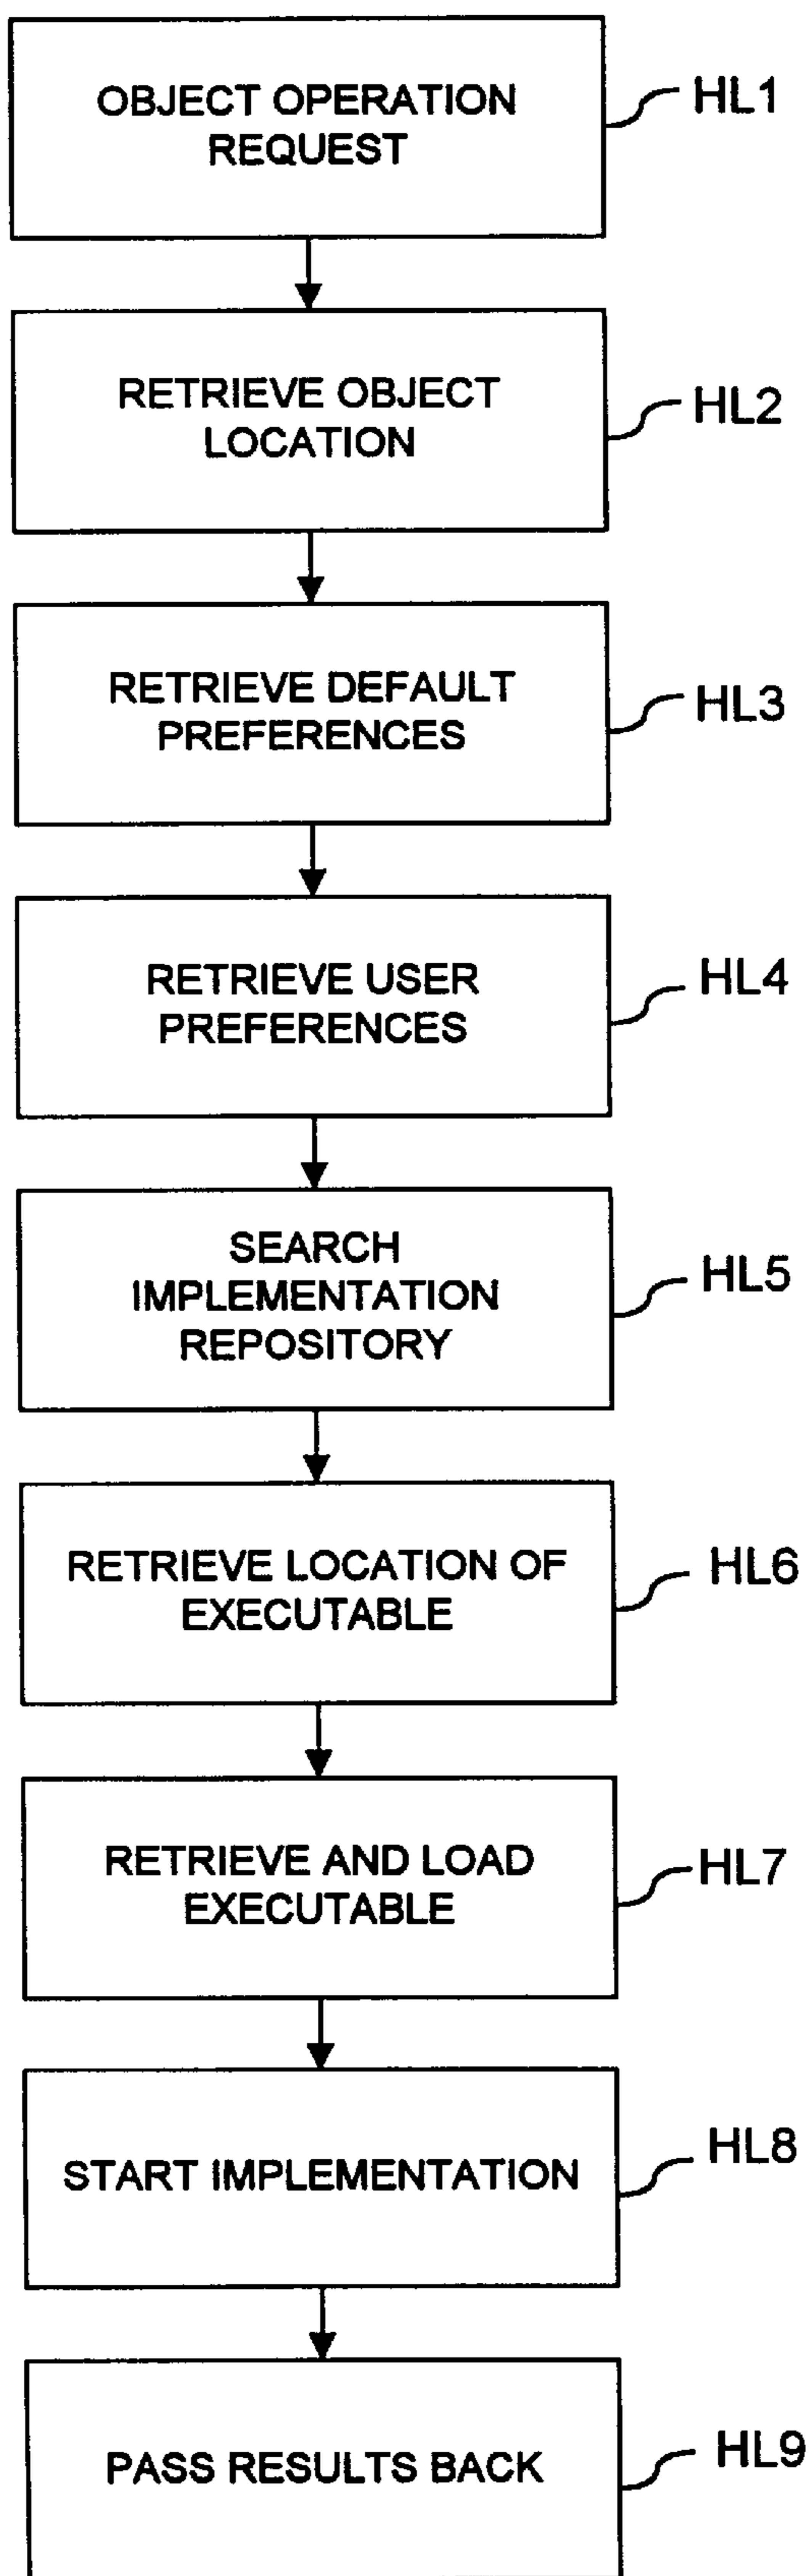 OBJECT OPERATION
REQUEST
HL1
RETRIEVE OBJECT
LOCATION
HL2
RETRIEVE DEFAULT
PREFERENCES
HL3
RETRIEVE USER
PREFERENCES
HL4
SEARCH
IMPLEMENTATION
REPOSITORY
HL5
RETRIEVE LOCATION OF
EXECUTABLE
HL6
RETRIEVE AND LOAD
EXECUTABLE
HL7
START IMPLEMENTATION
HL8
PASS RESULTS BACK
HL9